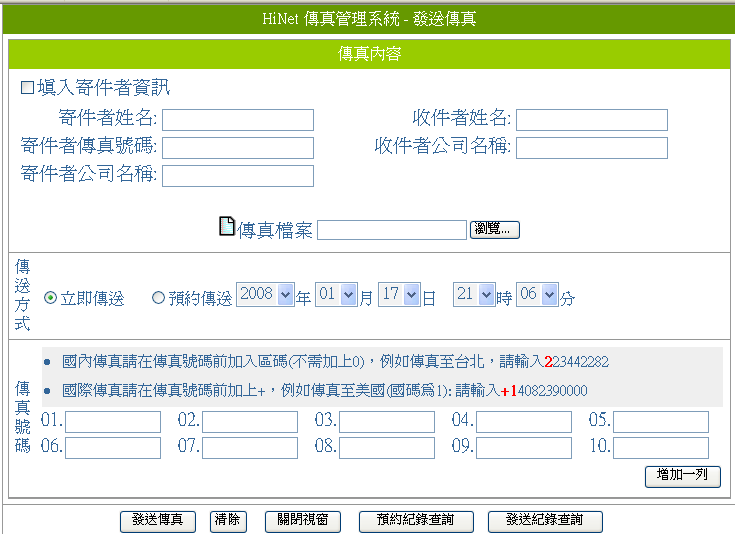 HiNet 傳真管理系統 - 發送傳真
傳真內容
填入寄件者資訊
寄件者姓名: 收件者姓名:
寄件者傳真號碼: 收件者公司名稱:
寄件者公司名稱:
傳真檔案 瀏覽...
傳送方式
立即傳送 預約傳送 2008 年 01 月 17 日 21 時 06 分
傳真號碼
國內傳真請在傳真號碼前加入區碼(不需加上0)，例如傳真至台北，請輸入223442282
國際傳真請在傳真號碼前加上+，例如傳真至美國(國碼為1): 請輸入+14082390000
01. 02. 03. 04. 05.
06. 07. 08. 09. 10.
增加一列
發送傳真 清除 關閉視窗 預約紀錄查詢 發送紀錄查詢